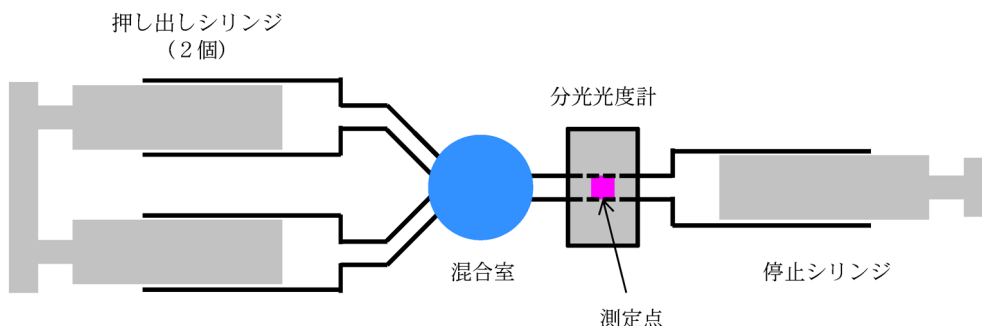 押し出しシリンジ
（２個）
分光光度計
混合室
停止シリンジ
測定点